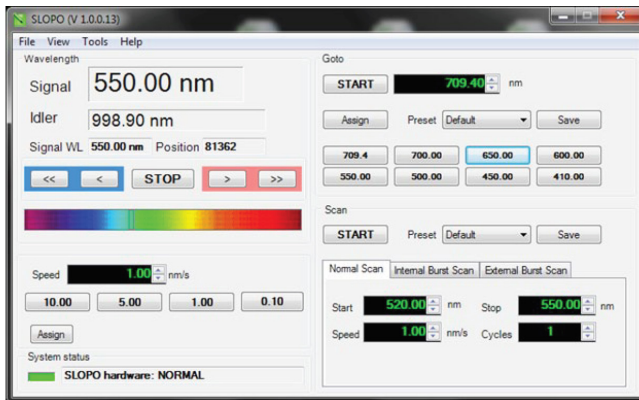 SLOPO (V 1.0.0.13)
File View Tools Help
Wavelength
Signal 550.00 nm
Idler 998.90 nm
Signal WL 550.00 nm Position 81362
<< < STOP > >>
Speed 1.00 nm/s
10.00 5.00 1.00 0.10
Assign
System status
SLOPO hardware: NORMAL
Goto
START 709.40 nm
Assign Preset Default Save
709.4 700.00 650.00 600.00
550.00 500.00 450.00 410.00
Scan
START Preset Default Save
Normal Scan Internal Burst Scan External Burst Scan
Start 520.00 nm Stop 550.00 nm
Speed 1.00 nm/s Cycles 1